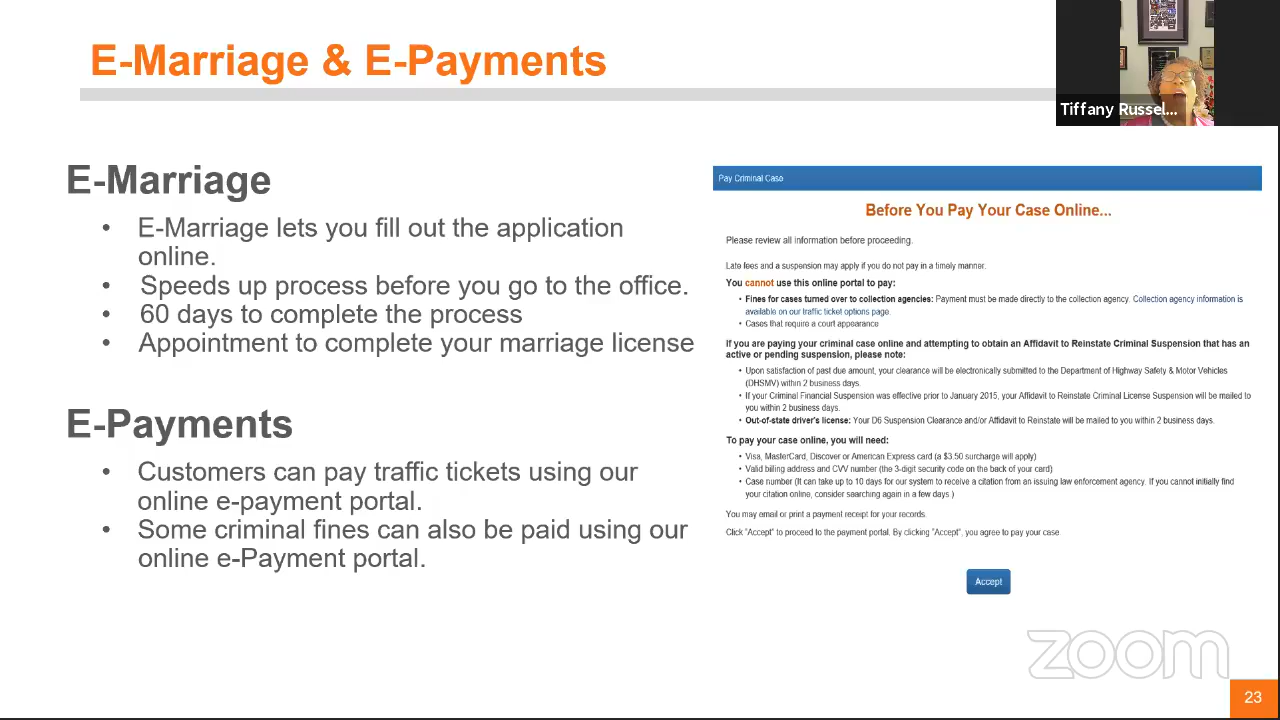 E-Marriage & E-Payments
Tiffany Russel...
E-Marriage
• E-Marriage lets you fill out the application
online.
• Speeds up process before you go to the office.
• 60 days to complete the process
• Appointment to complete your marriage license
E-Payments
• Customers can pay traffic tickets using our
online e-payment portal.
• Some criminal fines can also be paid using our
online e-Payment portal.
Pay Criminal Case
Before You Pay Your Case Online...
Please review all information before proceeding.
Late fees and a suspension may apply if you do not pay in a timely manner.
You cannot use this online portal to pay:
• Fines for cases turned over to collection agencies: Payment must be made directly to the collection agency. Collection agency information is
available on our traffic ticket options page.
• Cases that require a court appearance
If you are paying your criminal case online and attempting to obtain an Affidavit to Reinstate Criminal Suspension that has an
active or pending suspension, please note:
• Upon satisfaction of past due amount, your clearance will be electronically submitted to the Department of Highway Safety & Motor Vehicles
(DHSMV) within 2 business days.
• If your Criminal Financial Suspension was effective prior to January 2015, your Affidavit to Reinstate Criminal License Suspension will be mailed to
you within 2 business days.
• Out-of-state driver's license: Your D6 Suspension Clearance and/or Affidavit to Reinstate will be mailed to you within 2 business days.
To pay your case online, you will need:
• Visa, MasterCard, Discover or American Express card (a $3.50 surcharge will apply)
• Valid billing address and CVV number (the 3-digit security code on the back of your card)
• Case number (It can take up to 10 days for our system to receive a citation from an issuing law enforcement agency. If you cannot initially find
your citation online, consider searching again in a few days.)
You may email or print a payment receipt for your records.
Click "Accept" to proceed to the payment portal. By clicking "Accept", you agree to pay your case.
Accept
zoom
23